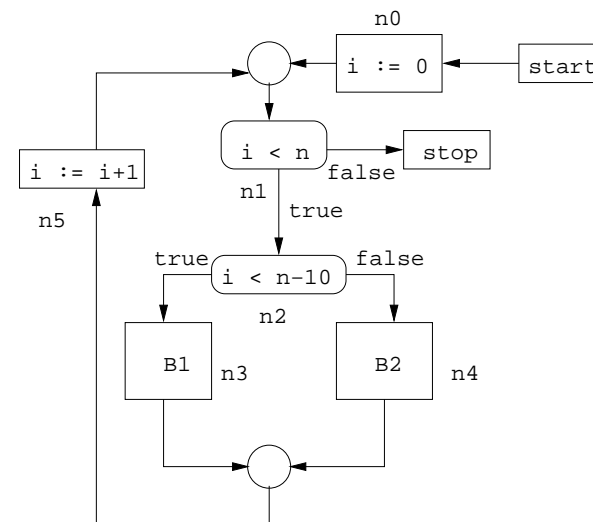 n0
i := 0
start
i < n
stop
false
n1
true
i := i+1
n5
true
false
i < n-10
n2
B1
n3
B2
n4